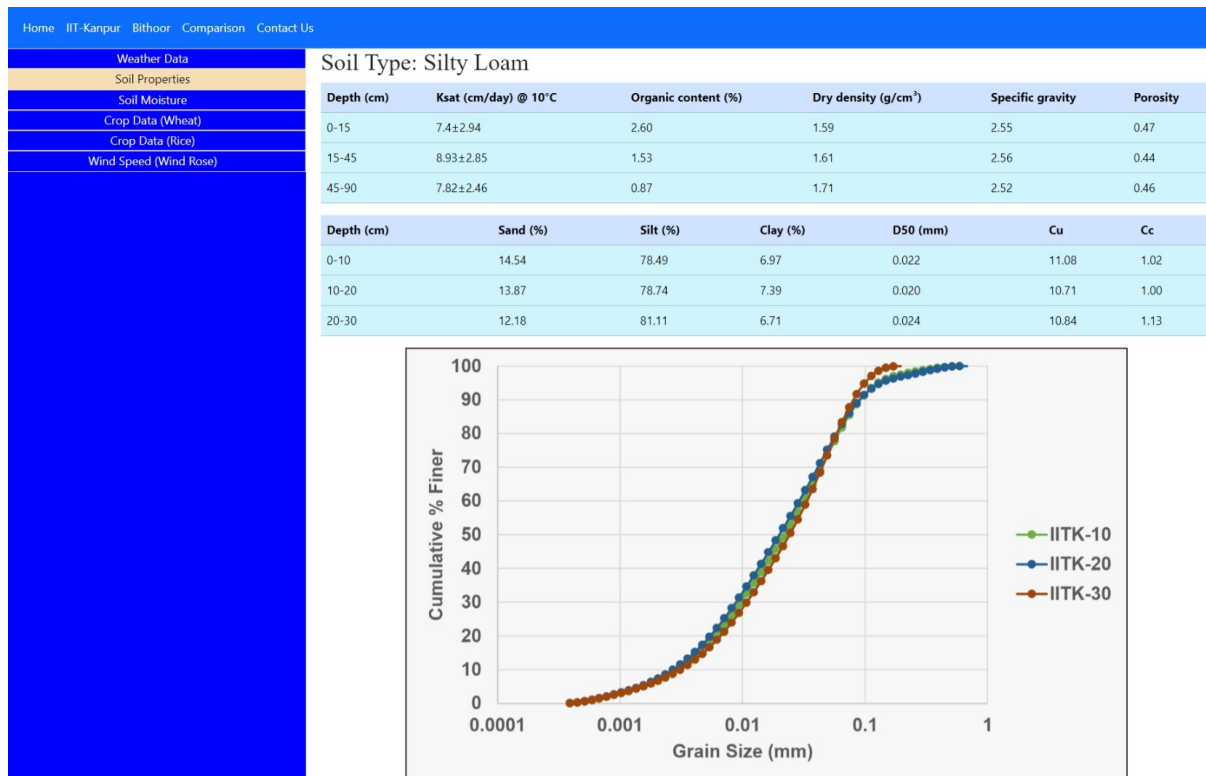 Home IIT-Kanpur Bithoor Comparison Contact Us
Weather Data
Soil Properties
Soil Moisture
Crop Data (Wheat)
Crop Data (Rice)
Wind Speed (Wind Rose)
Soil Type: Silty Loam
Depth (cm) Ksat (cm/day) @ 10°C Organic content (%) Dry density (g/cm³) Specific gravity Porosity
0-15 7.4±2.94 2.60 1.59 2.55 0.47
15-45 8.93±2.85 1.53 1.61 2.56 0.44
45-90 7.82±2.46 0.87 1.71 2.52 0.46
Depth (cm) Sand (%) Silt (%) Clay (%) D50 (mm) Cu Cc
0-10 14.54 78.49 6.97 0.022 11.08 1.02
10-20 13.87 78.74 7.39 0.020 10.71 1.00
20-30 12.18 81.11 6.71 0.024 10.84 1.13
Cumulative % Finer
100
90
80
70
60
50
40
30
20
10
0
0.0001 0.001 0.01 0.1 1
Grain Size (mm)
IITK-10
IITK-20
IITK-30